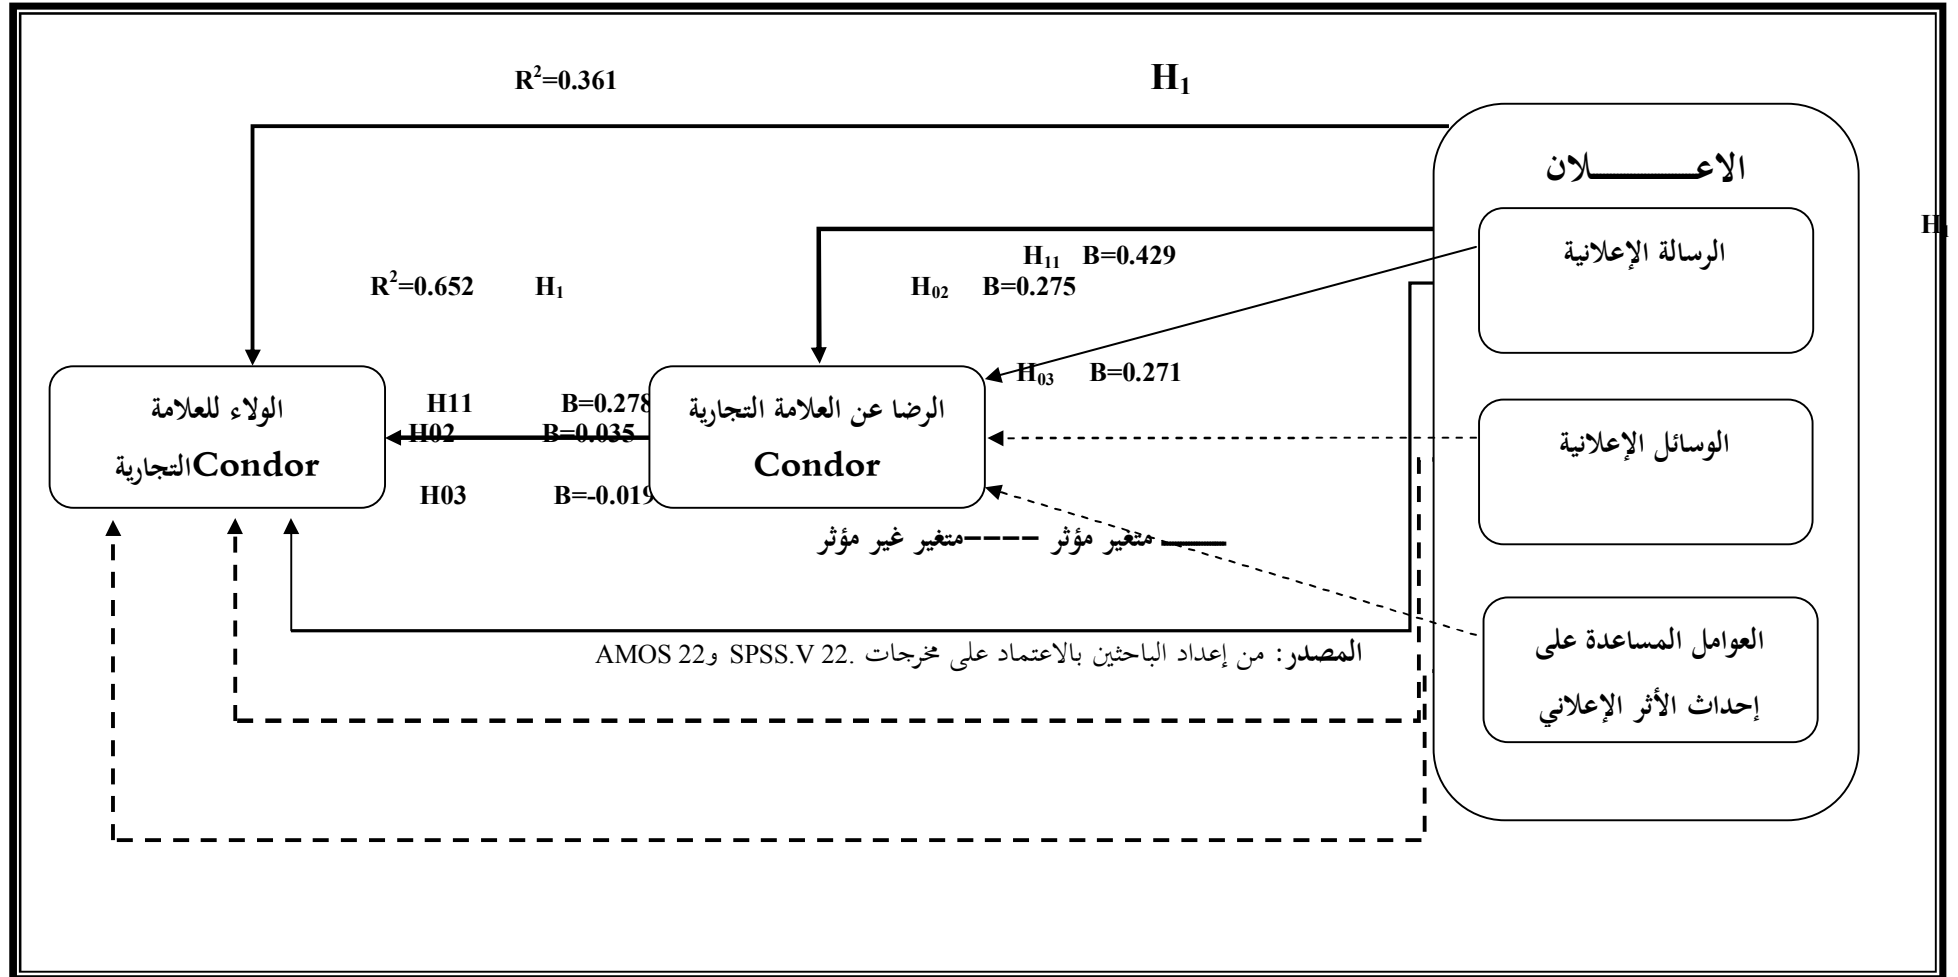 R²=0.361 H₁
الاعـــــــــــلان
الرسالة الإعلانية
H₁
H₁₁ B=0.429
H₀₂ B=0.275
R²=0.652 H₁
H₀₃ B=0.271
الوسائل الإعلانية
الرضا عن العلامة التجارية
Condor
H11 B=0.278
H02 B=0.035
H03 B=-0.019
الولاء للعلامة
التجارية Condor
متغير مؤثر ----متغير غير مؤثر
العوامل المساعدة على
إحداث الأثر الإعلاني
المصدر: من إعداد الباحثين بالاعتماد على مخرجات SPSS.V 22. وAMOS 22